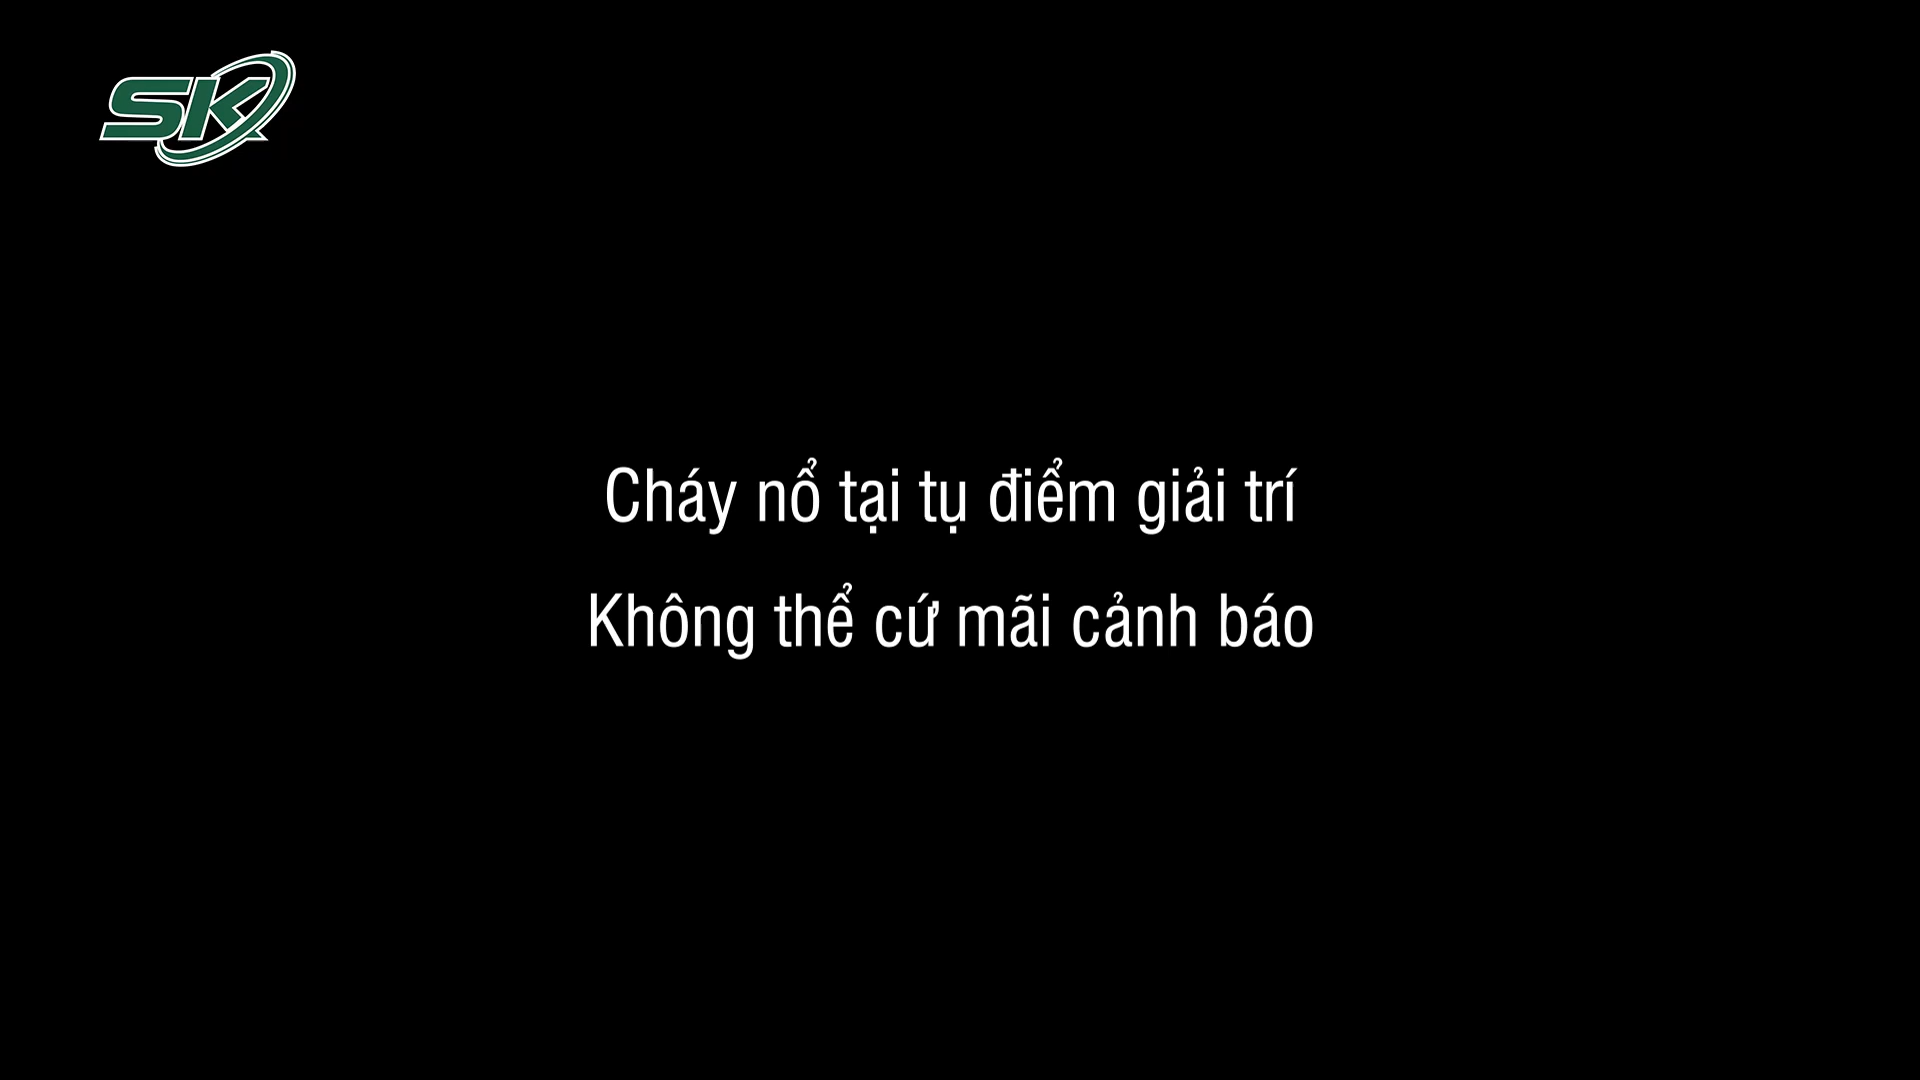 SK
Cháy nổ tại tụ điểm giải trí
Không thể cứ mãi cảnh báo